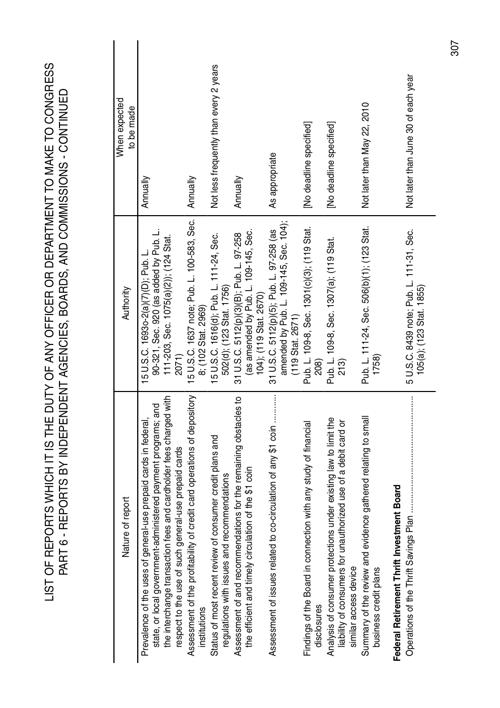 LIST OF REPORTS WHICH IT IS THE DUTY OF ANY OFFICER OR DEPARTMENT TO MAKE TO CONGRESS
PART 6 - REPORTS BY INDEPENDENT AGENCIES, BOARDS, AND COMMISSIONS - CONTINUED
Nature of report
Authority
When expected
to be made
Prevalence of the uses of general-use prepaid cards in federal,
state, or local government-administered payment programs; and
the interchange transaction fees and cardholder fees charged with
respect to the use of such general-use prepaid cards
15 U.S.C. 1693o-2(a)(7)(D); Pub. L.
90-321, Sec. 920 (as added by Pub. L.
111-203, Sec. 1075(a)(2)); (124 Stat.
2071)
Annually
Assessment of the profitability of credit card operations of depository
institutions
15 U.S.C. 1637 note; Pub. L. 100-583, Sec.
8; (102 Stat. 2969)
Annually
Status of most recent review of consumer credit plans and
regulations with issues and recommendations
15 U.S.C. 1616(d); Pub. L. 111-24, Sec.
502(d); (123 Stat. 1756)
Not less frequently than every 2 years
Assessment of and recommendations for the remaining obstacles to
the efficient and timely circulation of the $1 coin
31 U.S.C. 5112(p)(3)(B); Pub. L. 97-258
(as amended by Pub. L. 109-145, Sec.
104); (119 Stat. 2670)
Annually
Assessment of issues related to co-circulation of any $1 coin ............
31 U.S.C. 5112(p)(5); Pub. L. 97-258 (as
amended by Pub. L. 109-145, Sec. 104);
(119 Stat. 2671)
As appropriate
Findings of the Board in connection with any study of financial
disclosures
Pub. L. 109-8, Sec. 1301(c)(3); (119 Stat.
208)
[No deadline specified]
Analysis of consumer protections under existing law to limit the
liability of consumers for unauthorized use of a debit card or
similar access device
Pub. L. 109-8, Sec. 1307(a); (119 Stat.
213)
[No deadline specified]
Summary of the review and evidence gathered relating to small
business credit plans
Pub. L. 111-24, Sec. 506(b)(1); (123 Stat.
1758)
Not later than May 22, 2010
Federal Retirement Thrift Investment Board
Operations of the Thrift Savings Plan ................................................
5 U.S.C. 8439 note; Pub. L. 111-31, Sec.
105(a); (123 Stat. 1855)
Not later than June 30 of each year
307